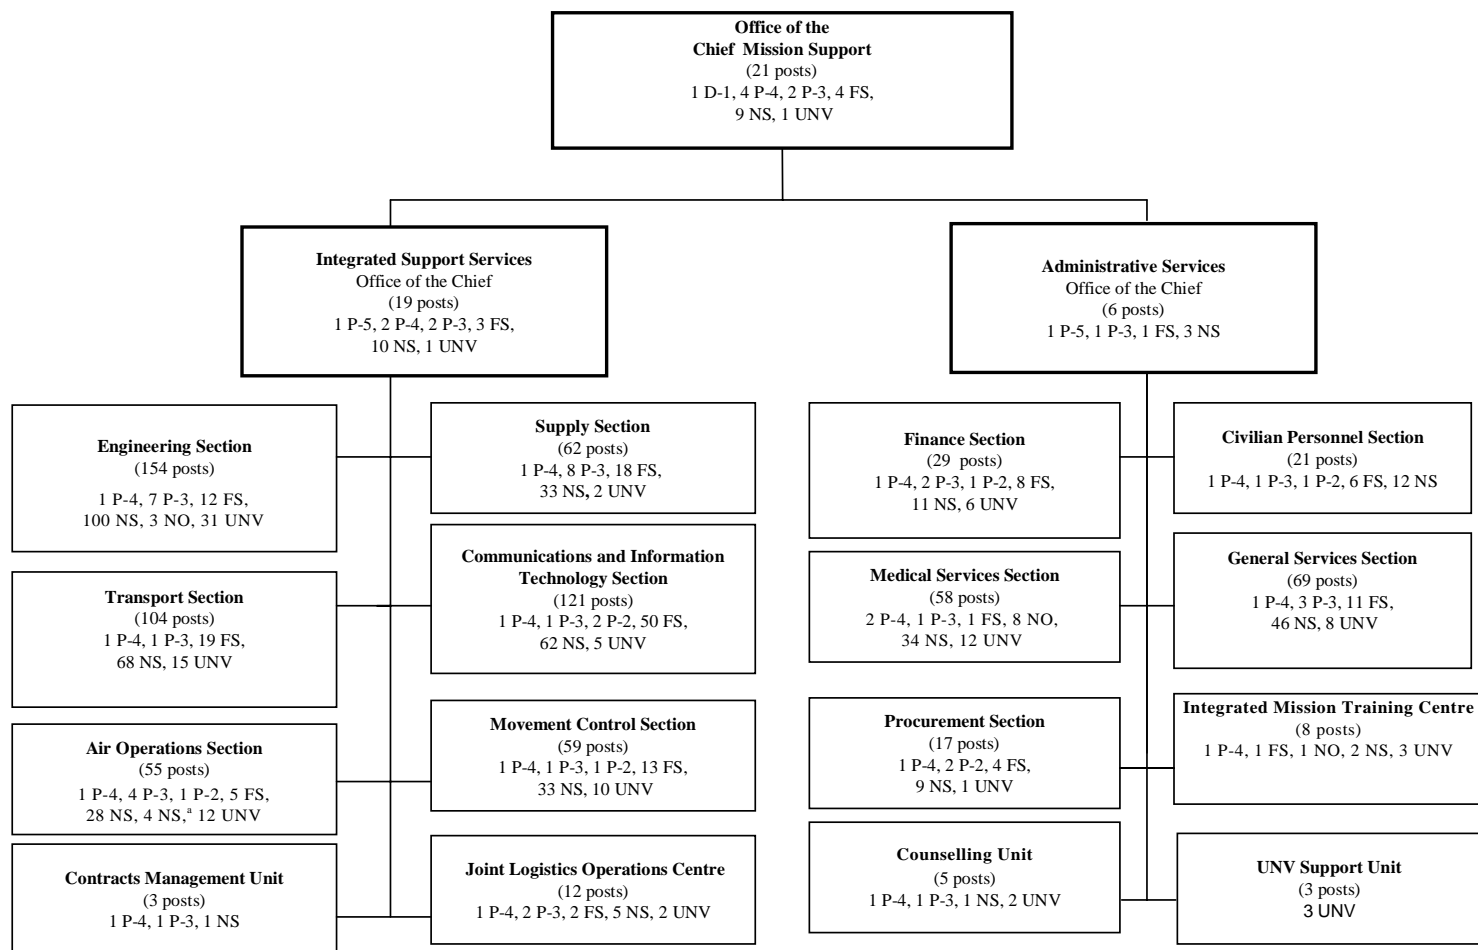 Office of the
Chief Mission Support
(21 posts)
1 D-1, 4 P-4, 2 P-3, 4 FS,
9 NS, 1 UNV
Integrated Support Services
Office of the Chief
(19 posts)
1 P-5, 2 P-4, 2 P-3, 3 FS,
10 NS, 1 UNV
Administrative Services
Office of the Chief
(6 posts)
1 P-5, 1 P-3, 1 FS, 3 NS
Engineering Section
(154 posts)
1 P-4, 7 P-3, 12 FS,
100 NS, 3 NO, 31 UNV
Supply Section
(62 posts)
1 P-4, 8 P-3, 18 FS,
33 NS, 2 UNV
Finance Section
(29 posts)
1 P-4, 2 P-3, 1 P-2, 8 FS,
11 NS, 6 UNV
Civilian Personnel Section
(21 posts)
1 P-4, 1 P-3, 1 P-2, 6 FS, 12 NS
Transport Section
(104 posts)
1 P-4, 1 P-3, 19 FS,
68 NS, 15 UNV
Communications and Information
Technology Section
(121 posts)
1 P-4, 1 P-3, 2 P-2, 50 FS,
62 NS, 5 UNV
Medical Services Section
(58 posts)
2 P-4, 1 P-3, 1 FS, 8 NO,
34 NS, 12 UNV
General Services Section
(69 posts)
1 P-4, 3 P-3, 11 FS,
46 NS, 8 UNV
Air Operations Section
(55 posts)
1 P-4, 4 P-3, 1 P-2, 5 FS,
28 NS, 4 NS,ª 12 UNV
Movement Control Section
(59 posts)
1 P-4, 1 P-3, 1 P-2, 13 FS,
33 NS, 10 UNV
Procurement Section
(17 posts)
1 P-4, 2 P-2, 4 FS,
9 NS, 1 UNV
Integrated Mission Training Centre
(8 posts)
1 P-4, 1 FS, 1 NO, 2 NS, 3 UNV
Contracts Management Unit
(3 posts)
1 P-4, 1 P-3, 1 NS
Joint Logistics Operations Centre
(12 posts)
1 P-4, 2 P-3, 2 FS, 5 NS, 2 UNV
Counselling Unit
(5 posts)
1 P-4, 1 P-3, 1 NS, 2 UNV
UNV Support Unit
(3 posts)
3 UNV